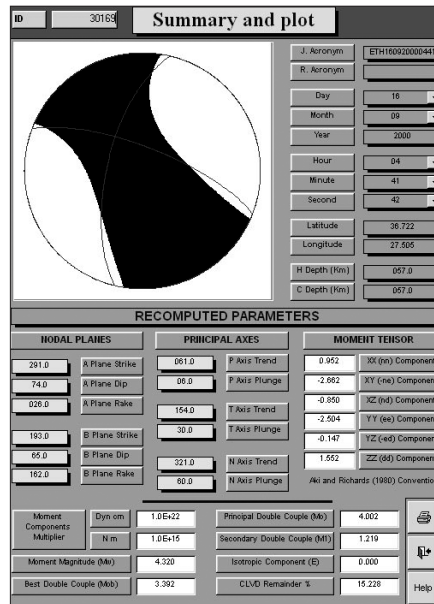 ID 30169 Summary and plot
J. Acronym ETH16092000441
R. Acronym
Day 16
Month 09
Year 2000
Hour 04
Minute 41
Second 42
Latitude 36.722
Longitude 27.505
H Depth (Km) 057.0
C Depth (Km) 057.0
RECOMPUTED PARAMETERS
NODAL PLANES PRINCIPAL AXES MOMENT TENSOR
291.0 A Plane Strike 061.0 P Axis Trend 0.952 XX (nn) Component
74.0 A Plane Dip 06.0 P Axis Plunge -2.662 XY (-ne) Component
026.0 A Plane Rake 154.0 T Axis Trend -0.850 XZ (nd) Component
193.0 B Plane Strike 30.0 T Axis Plunge -2.504 YY (ee) Component
65.0 B Plane Dip 321.0 N Axis Trend -0.147 YZ (-ed) Component
162.0 B Plane Rake 60.0 N Axis Plunge 1.552 ZZ (dd) Component
Aki and Richards (1980) Conventio
Moment Components Multiplier Dyn cm 1.0E+22 Principal Double Couple (Mo) 4.002
N m 1.0E+15 Secondary Double Couple (M1) 1.219
Moment Magnitude (Mw) 4.320 Isotropic Component (E) 0.000
Best Double Couple (Mob) 3.392 CLVD Remainder % 15.228
Help